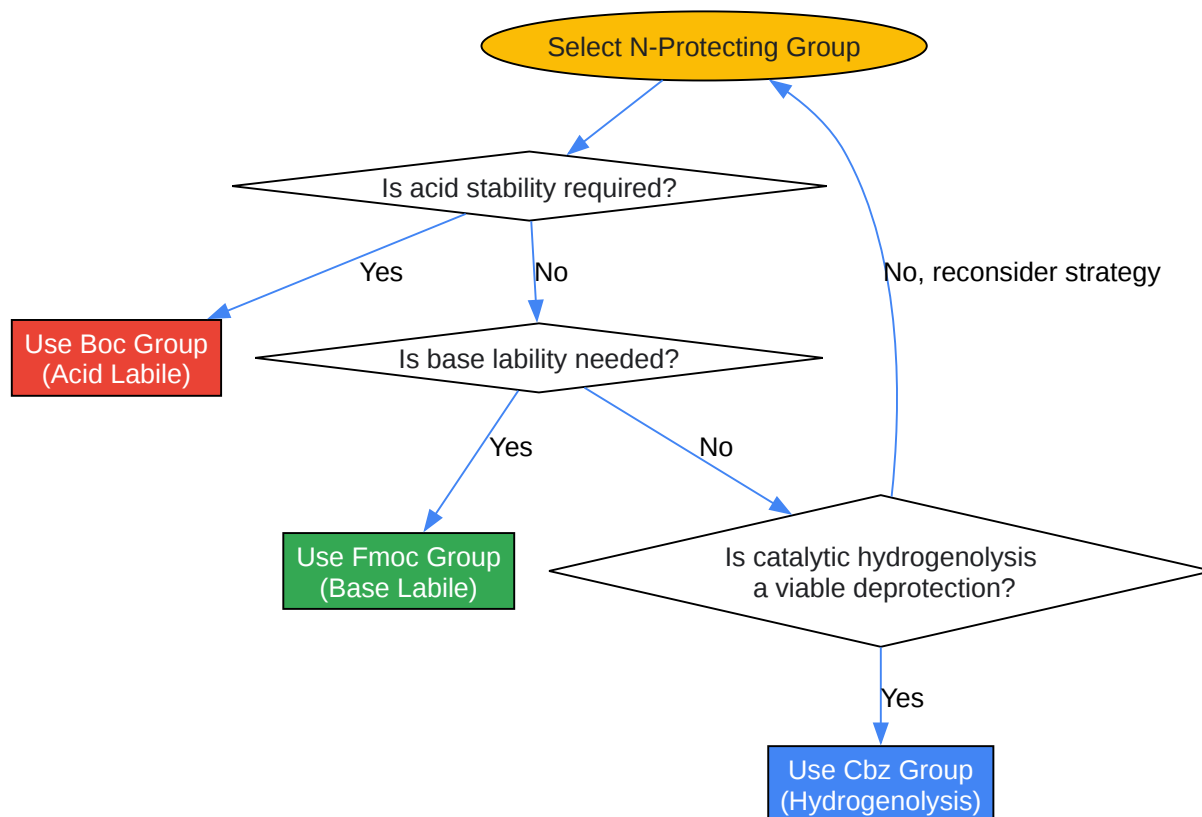 Select N-Protecting Group
Is acid stability required?
Yes
No
No, reconsider strategy
Use Boc Group
(Acid Labile)
Is base lability needed?
Yes
No
Use Fmoc Group
(Base Labile)
Is catalytic hydrogenolysis
a viable deprotection?
Yes
Use Cbz Group
(Hydrogenolysis)